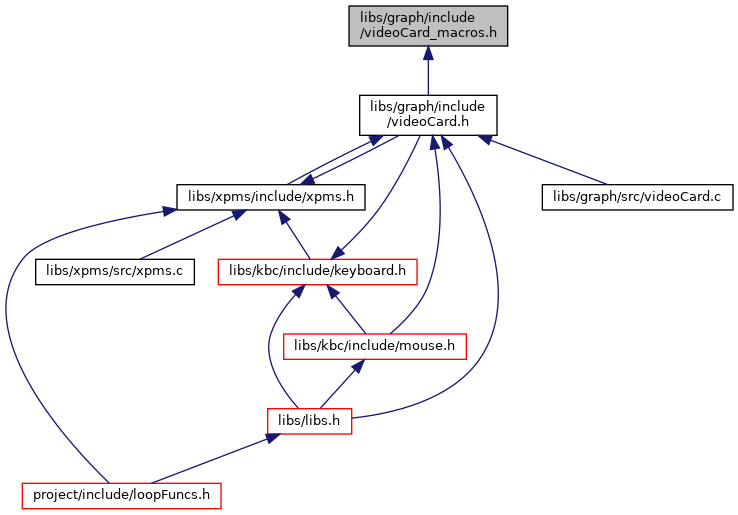 libs/graph/include
/videoCard_macros.h
libs/graph/include
/videoCard.h
libs/xpms/include/xpms.h
libs/graph/src/videoCard.c
libs/xpms/src/xpms.c
libs/kbc/include/keyboard.h
libs/kbc/include/mouse.h
libs/libs.h
project/include/loopFuncs.h